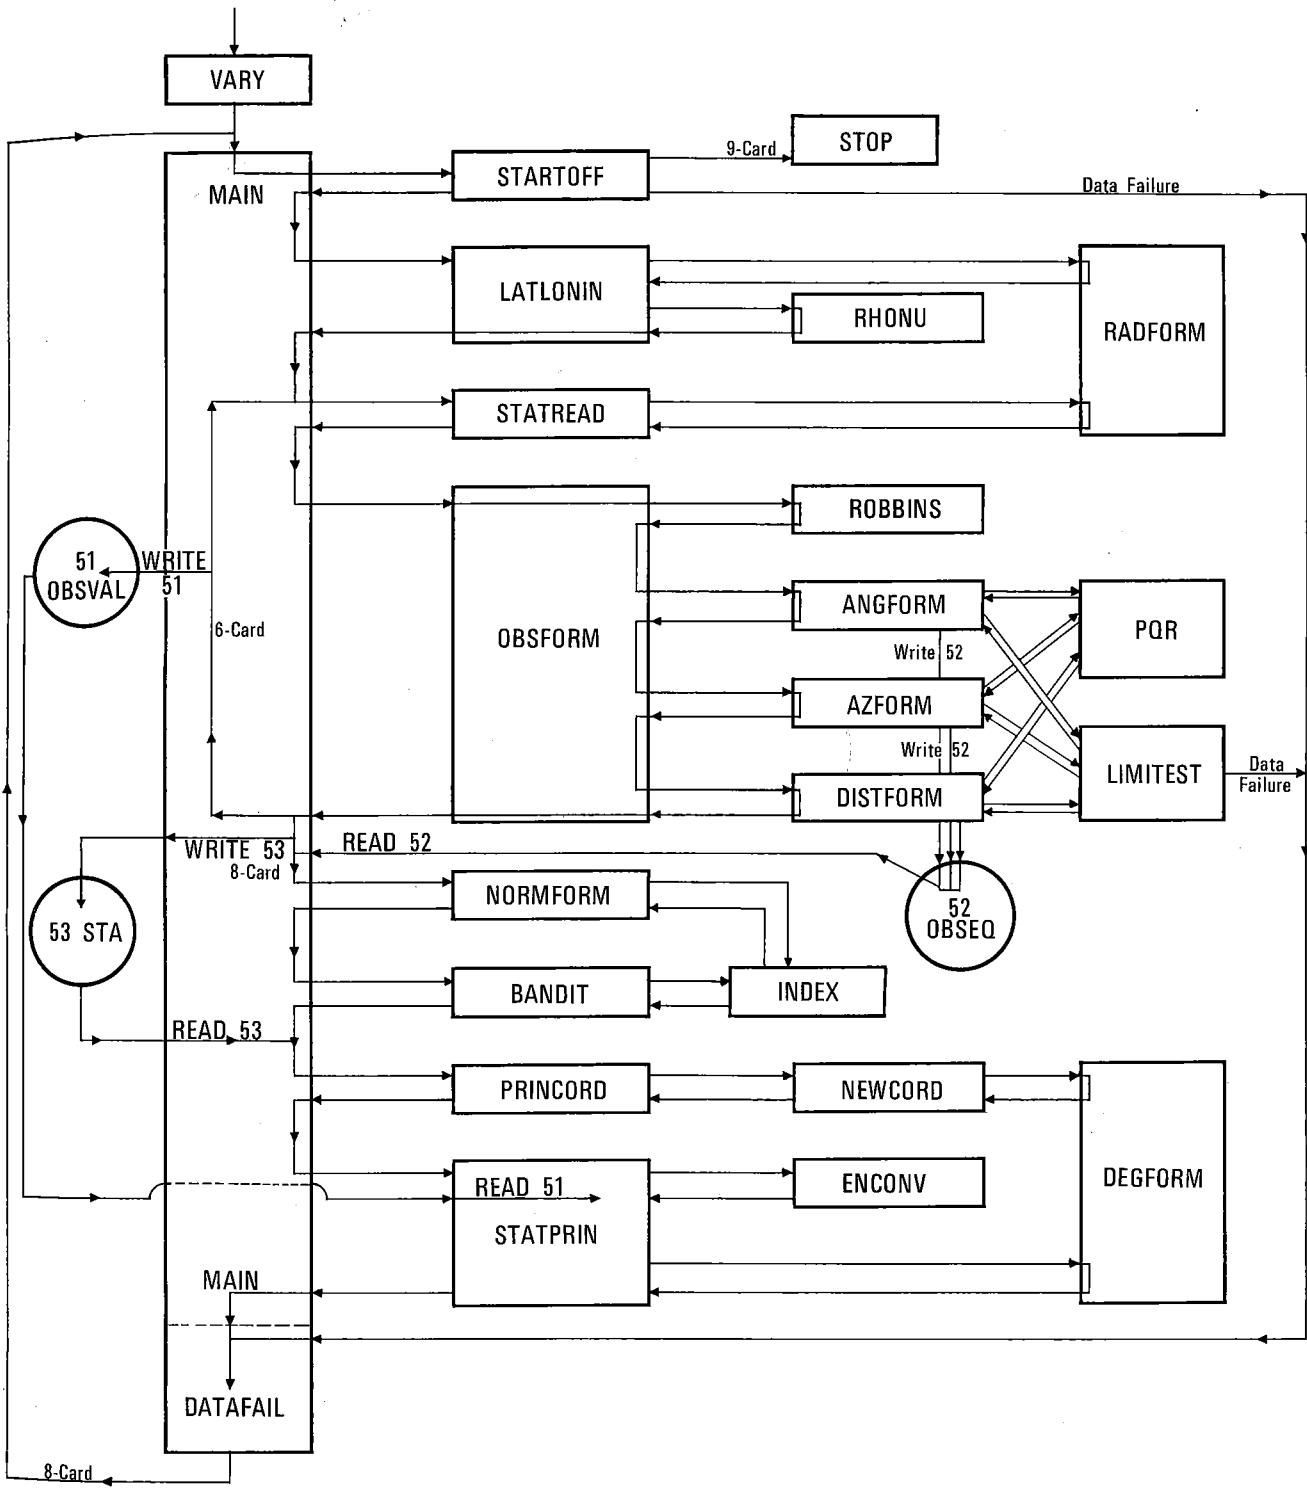 VARY
STOP
9-Card
STARTOFF
MAIN
Data Failure
LATLONIN
RHONU
RADFORM
STATREAD
ROBBINS
51
OBSVAL
WRITE
51
6-Card
OBSFORM
ANGFORM
PQR
Write 52
AZFORM
Write 52
LIMITEST
Data
Failure
DISTFORM
WRITE 53
8-Card
READ 52
NORMFORM
53 STA
52
OBSEQ
BANDIT
INDEX
READ 53
PRINCORD
NEWCORD
DEGFORM
READ 51
ENCONV
STATPRIN
MAIN
DATAFAIL
8-Card